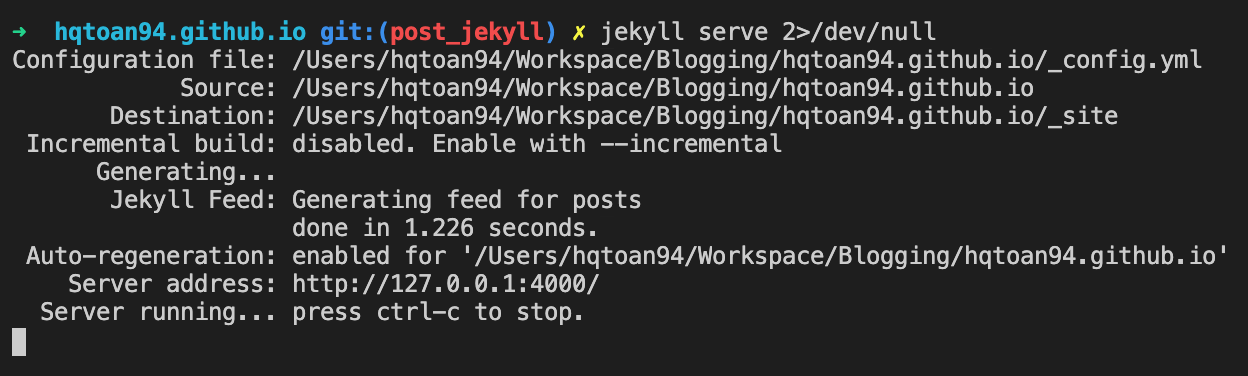 ➜  hqtoan94.github.io git:(post_jekyll) ✗ jekyll serve 2>/dev/null
Configuration file: /Users/hqtoan94/Workspace/Blogging/hqtoan94.github.io/_config.yml
            Source: /Users/hqtoan94/Workspace/Blogging/hqtoan94.github.io
       Destination: /Users/hqtoan94/Workspace/Blogging/hqtoan94.github.io/_site
 Incremental build: disabled. Enable with --incremental
      Generating...
       Jekyll Feed: Generating feed for posts
                    done in 1.226 seconds.
 Auto-regeneration: enabled for '/Users/hqtoan94/Workspace/Blogging/hqtoan94.github.io'
    Server address: http://127.0.0.1:4000/
  Server running... press ctrl-c to stop.